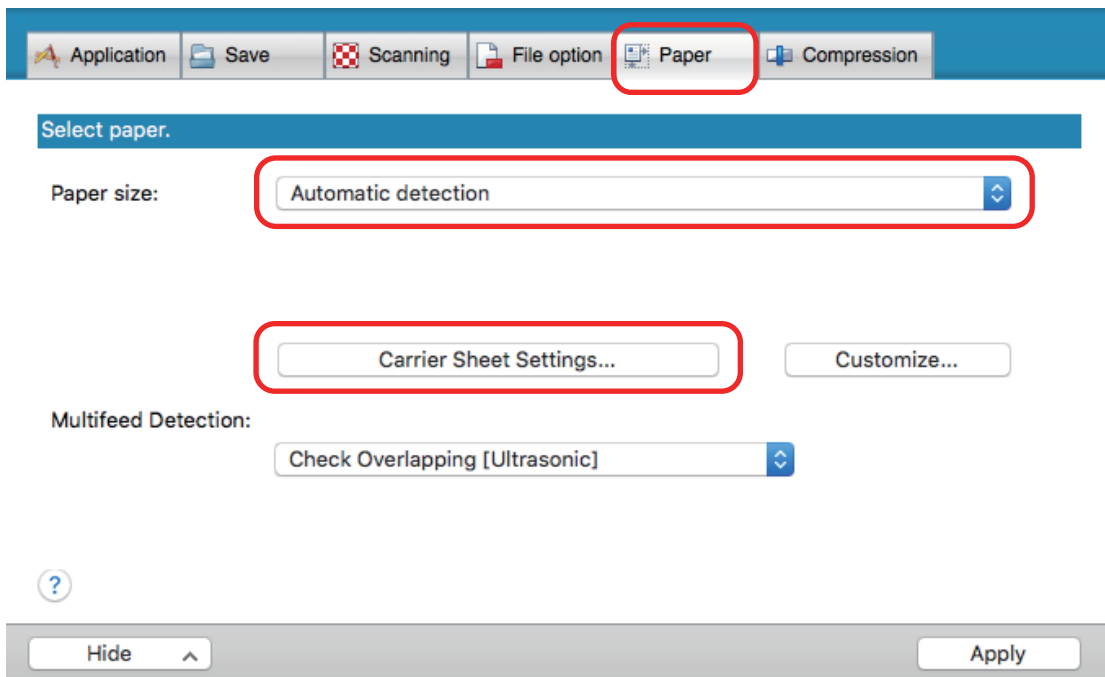 Application Save Scanning File option Paper Compression
Select paper.
Paper size: Automatic detection
Carrier Sheet Settings... Customize...
Multifeed Detection:
Check Overlapping [Ultrasonic]
?
Hide Apply